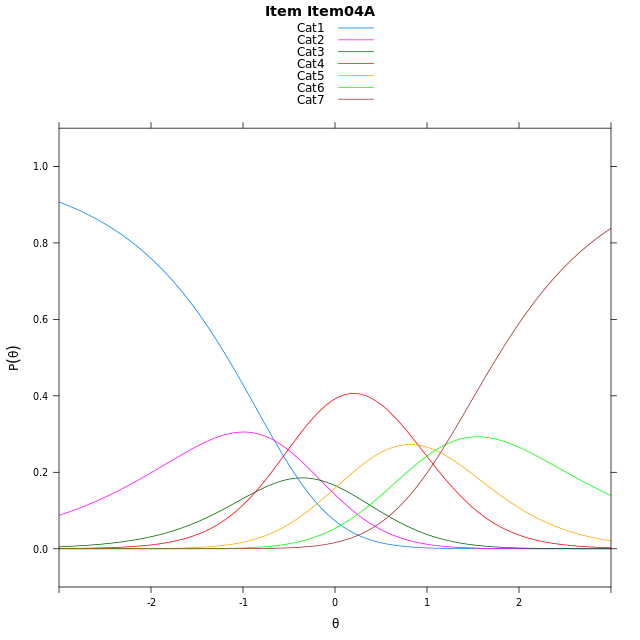 Item Item04A
Cat1
Cat2
Cat3
Cat4
Cat5
Cat6
Cat7
1.0
0.8
0.6
0.4
0.2
0.0
P(θ)
-2 -1 0 1 2
θ